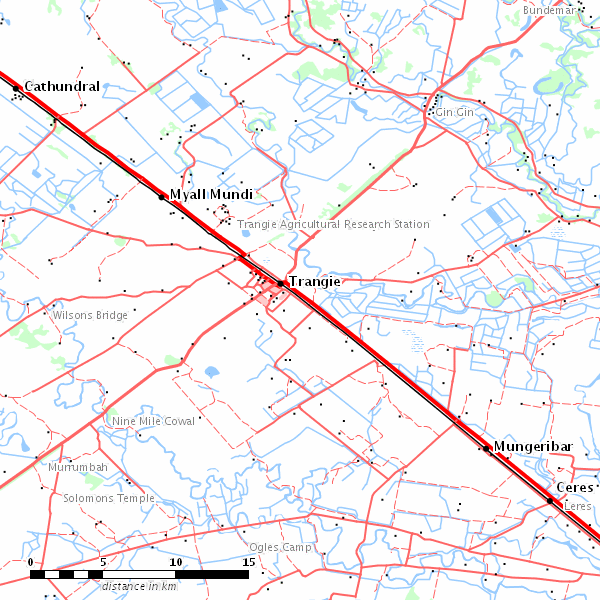 Bundemar
Cathundral
Gin Gin
Myall Mundi
Trangie Agricultural Research Station
Trangie
Wilsons Bridge
Nine Mile Cowal
Mungeribar
Murrumbah
Ceres
Solomons Temple
Leres
Ogles Camp
0 5 10 15
distance in km